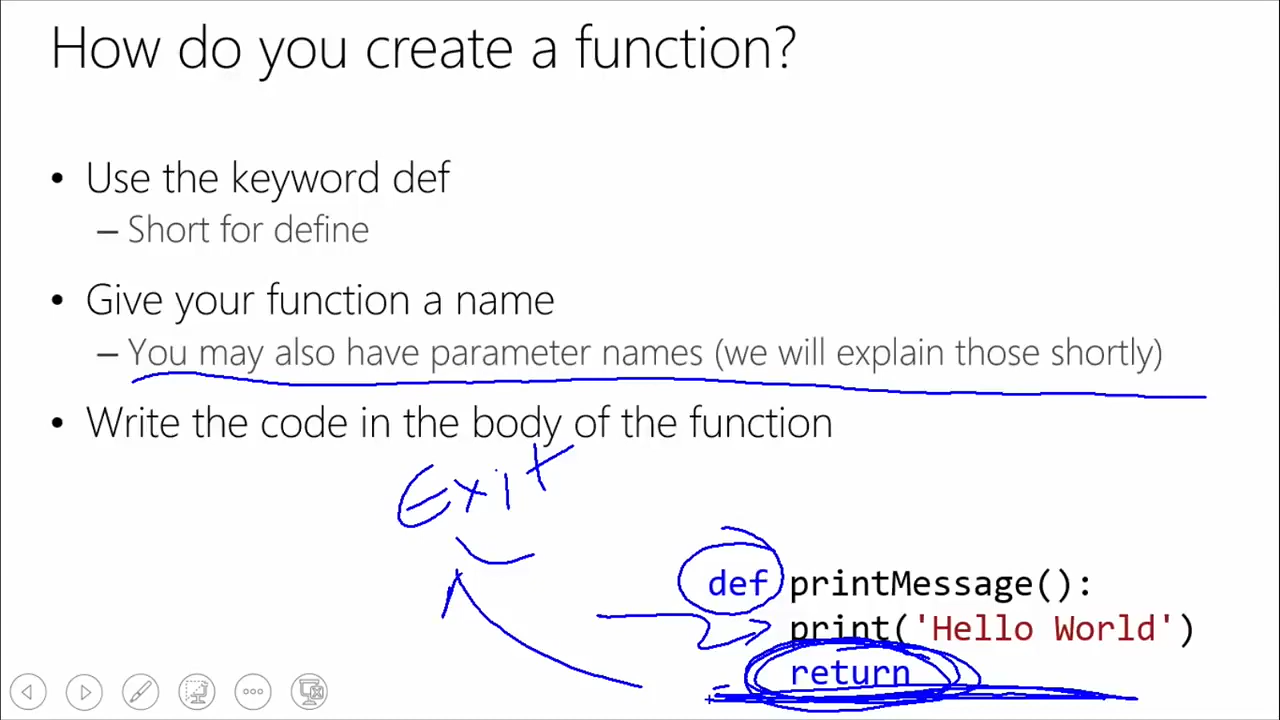 How do you create a function?
• Use the keyword def
– Short for define
• Give your function a name
– You may also have parameter names (we will explain those shortly)
• Write the code in the body of the function
Exit
def printMessage():
print('Hello World')
return